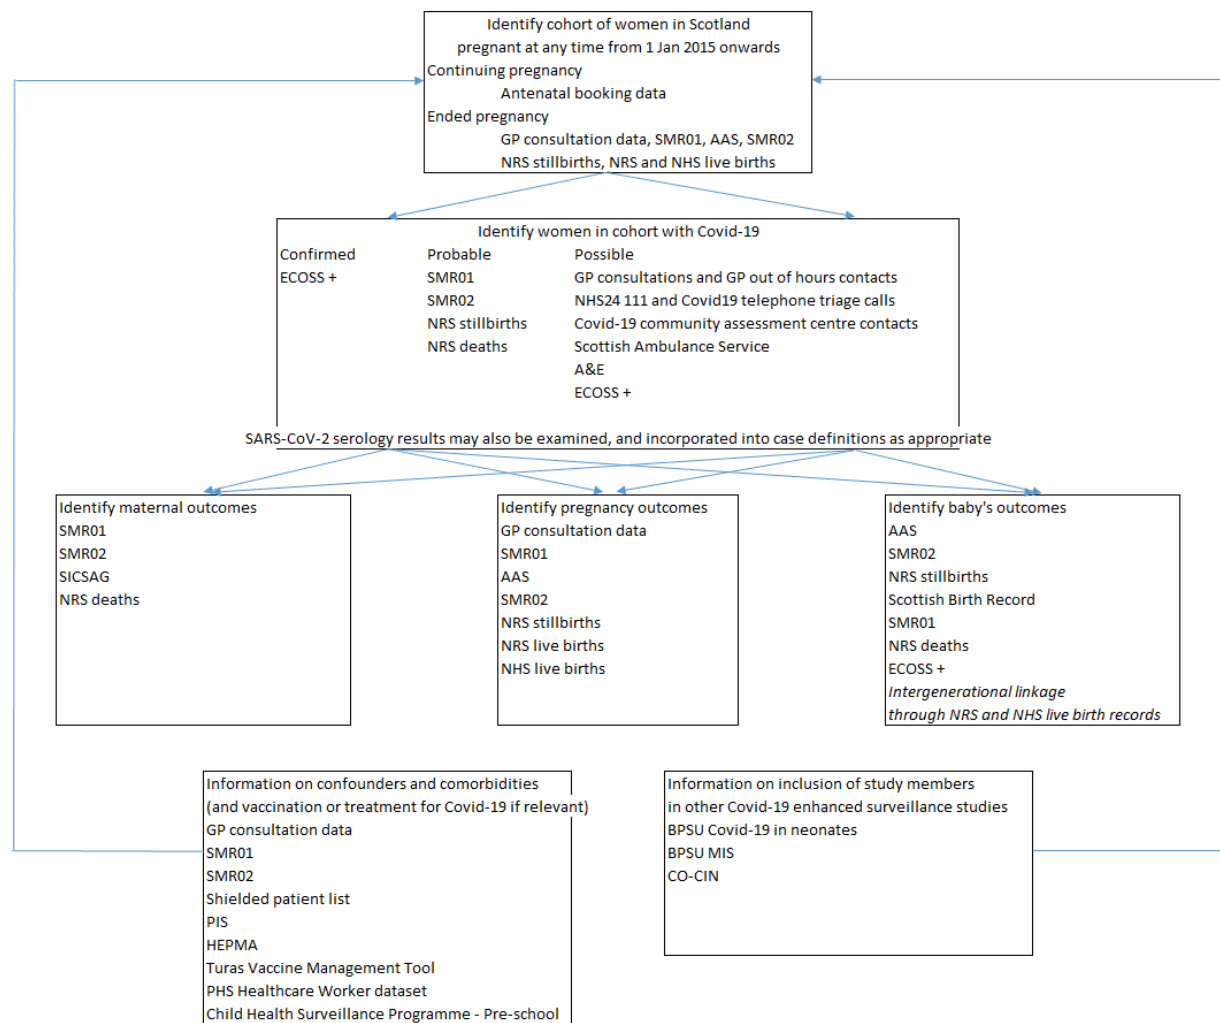 Identify cohort of women in Scotland
pregnant at any time from 1 Jan 2015 onwards
Continuing pregnancy
Antenatal booking data
Ended pregnancy
GP consultation data, SMR01, AAS, SMR02
NRS stillbirths, NRS and NHS live births
Identify women in cohort with Covid-19
Confirmed Probable Possible
ECOSS + SMR01 GP consultations and GP out of hours contacts
SMR02 NHS24 111 and Covid19 telephone triage calls
NRS stillbirths Covid-19 community assessment centre contacts
NRS deaths Scottish Ambulance Service
A&E
ECOSS +
SARS-CoV-2 serology results may also be examined, and incorporated into case definitions as appropriate
Identify maternal outcomes
SMR01
SMR02
SICSAG
NRS deaths
Identify pregnancy outcomes
GP consultation data
SMR01
AAS
SMR02
NRS stillbirths
NRS live births
NHS live births
Identify baby's outcomes
AAS
SMR02
NRS stillbirths
Scottish Birth Record
SMR01
NRS deaths
ECOSS +
Intergenerational linkage
through NRS and NHS live birth records
Information on confounders and comorbidities
(and vaccination or treatment for Covid-19 if relevant)
GP consultation data
SMR01
SMR02
Shielded patient list
PIS
HEPMA
Turas Vaccine Management Tool
PHS Healthcare Worker dataset
Child Health Surveillance Programme - Pre-school
Information on inclusion of study members
in other Covid-19 enhanced surveillance studies
BPSU Covid-19 in neonates
BPSU MIS
CO-CIN